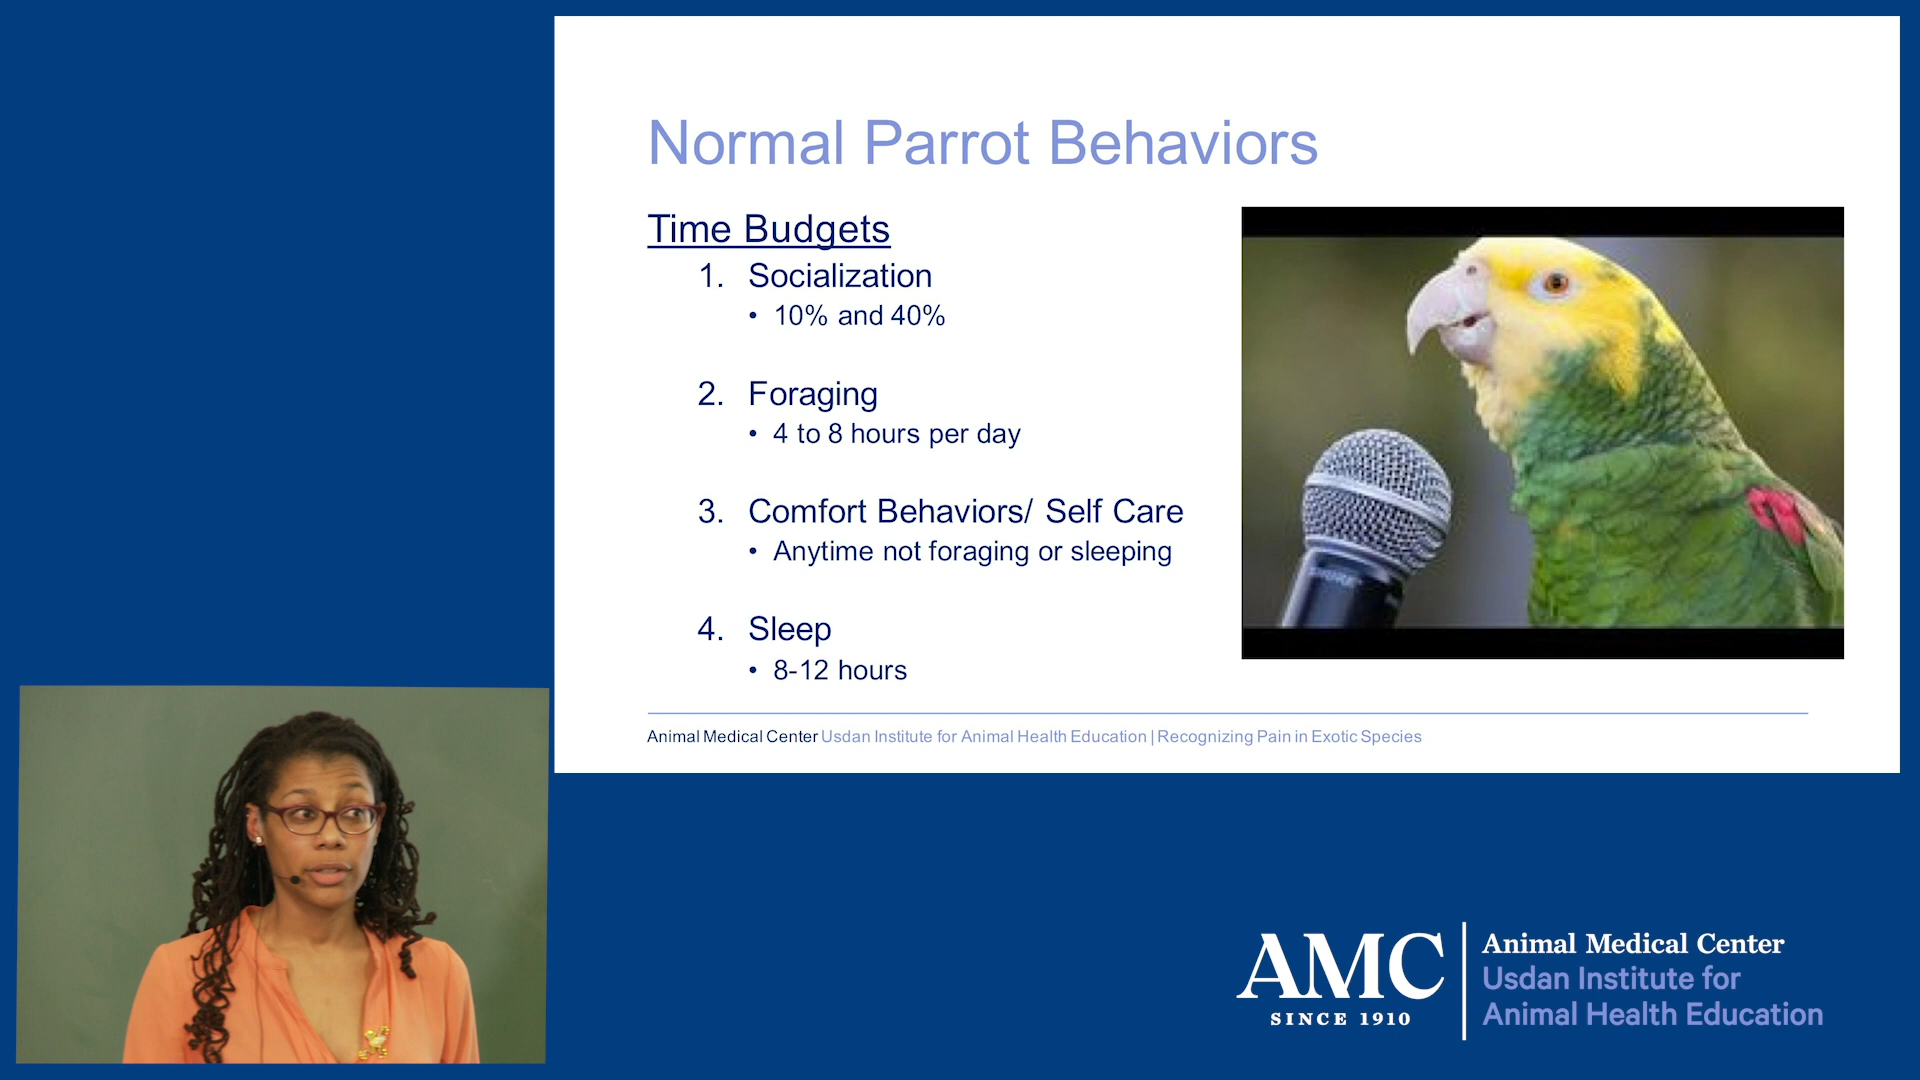 Normal Parrot Behaviors
Time Budgets
1. Socialization
• 10% and 40%
2. Foraging
• 4 to 8 hours per day
3. Comfort Behaviors/ Self Care
• Anytime not foraging or sleeping
4. Sleep
• 8-12 hours
SHURE
Animal Medical Center Usdan Institute for Animal Health Education | Recognizing Pain in Exotic Species
AMC
SINCE 1910
Animal Medical Center
Usdan Institute for
Animal Health Education